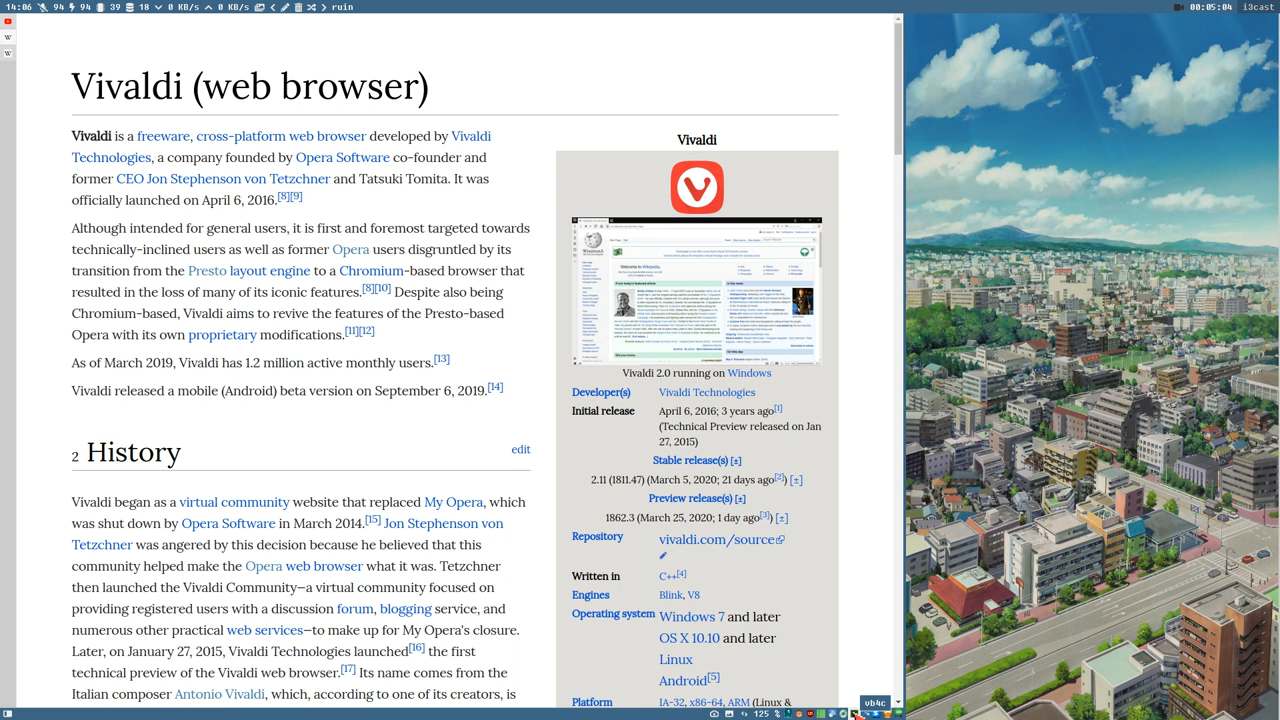 14:06 94 94 39 18 0 KB/s 0 KB/s ruin
00:05:04 i3cast
Vivaldi (web browser)
Vivaldi is a freeware, cross-platform web browser developed by Vivaldi
Technologies, a company founded by Opera Software co-founder and
former CEO Jon Stephenson von Tetzchner and Tatsuki Tomita. It was
officially launched on April 6, 2016.[8][9]
Although intended for general users, it is first and foremost targeted towards
technically-inclined users as well as former Opera users disgruntled by its
transition from the Presto layout engine to a Chromium-based browser that
resulted in the loss of many of its iconic features.[8][10] Despite also being
Chromium-based, Vivaldi aims to revive the features of the Presto-based
Opera with its own proprietary modifications.[11][12]
As of Mar 2019, Vivaldi has 1.2 million active monthly users.[13]
Vivaldi released a mobile (Android) beta version on September 6, 2019.[14]
2 History
edit
Vivaldi began as a virtual community website that replaced My Opera, which
was shut down by Opera Software in March 2014.[15] Jon Stephenson von
Tetzchner was angered by this decision because he believed that this
community helped make the Opera web browser what it was. Tetzchner
then launched the Vivaldi Community—a virtual community focused on
providing registered users with a discussion forum, blogging service, and
numerous other practical web services—to make up for My Opera's closure.
Later, on January 27, 2015, Vivaldi Technologies launched[16] the first
technical preview of the Vivaldi web browser.[17] Its name comes from the
Italian composer Antonio Vivaldi, which, according to one of its creators, is
Vivaldi
Vivaldi 2.0 running on Windows
Developer(s) Vivaldi Technologies
Initial release April 6, 2016; 3 years ago[1]
(Technical Preview released on Jan
27, 2015)
Stable release(s) [±]
2.11 (1811.47) (March 5, 2020; 21 days ago[2]) [±]
Preview release(s) [±]
1862.3 (March 25, 2020; 1 day ago[3]) [±]
Repository vivaldi.com/source
Written in C++[4]
Engines Blink, V8
Operating system Windows 7 and later
OS X 10.10 and later
Linux
Android[5]
Platform IA-32, x86-64, ARM (Linux &
vb4c
125 %